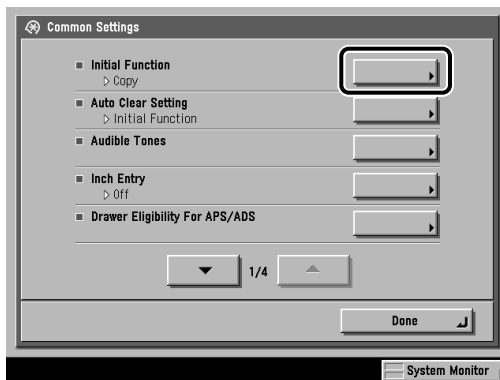 Common Settings
Initial Function
Copy
Auto Clear Setting
Initial Function
Audible Tones
Inch Entry
Off
Drawer Eligibility For APS/ADS
1/4
Done
System Monitor